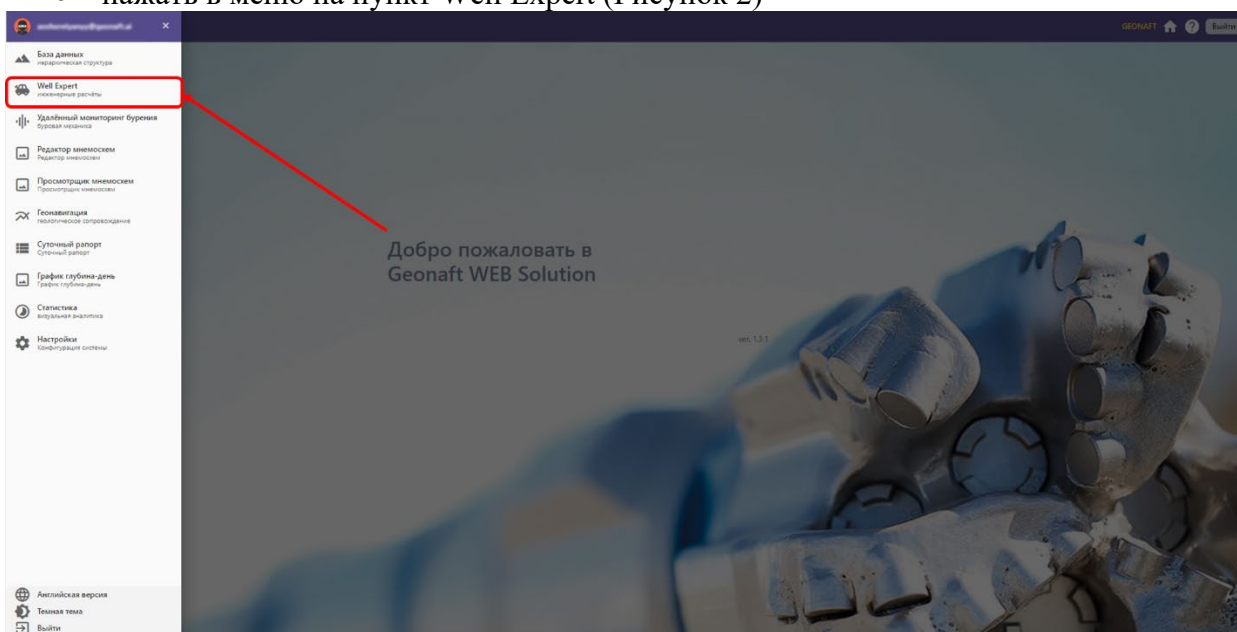 нажать в меню на пункт Well Expert (Рисунок 2)
GEONAFT
Выйти
База данных
иерархическая структура
Well Expert
инженерные расчёты
Удалённый мониторинг бурения
буровая механика
Редактор мнемосхем
Редактор мнемосхем
Просмотрщик мнемосхем
Просмотрщик мнемосхем
Геонавигация
геологическое сопровождение
Суточный рапорт
Суточный рапорт
График глубина-день
График глубина-день
Статистика
визуальная аналитика
Настройки
Конфигурация системы
Добро пожаловать в
Geonaft WEB Solution
ver. 1.3.1
Английская версия
Темная тема
Выйти